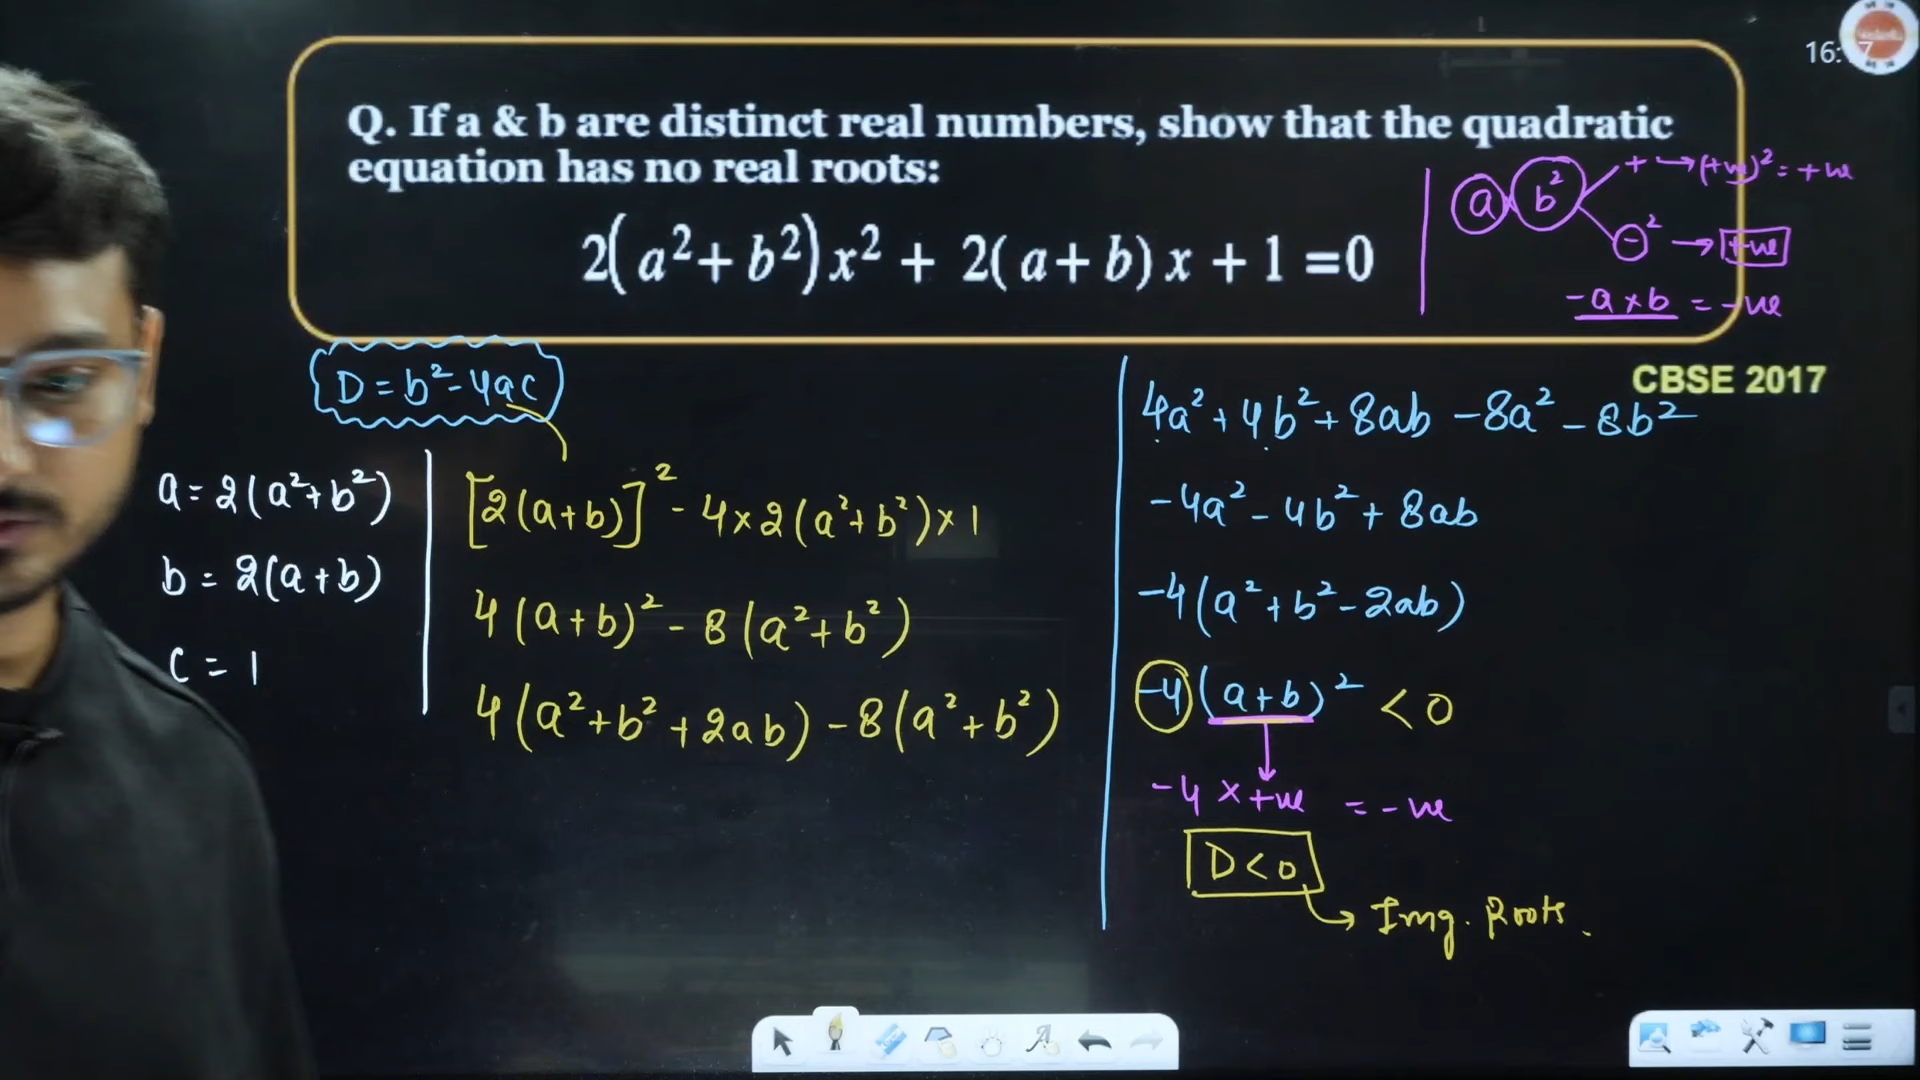 16:
Q. If a & b are distinct real numbers, show that the quadratic
equation has no real roots:
2(a²+ b²)x² + 2(a+ b) x + 1 =0
a b² + → (+ve)² = +ve
-² → +ve
-a × b = -ve
CBSE 2017
D = b² - 4ac
a = 2(a²+b²)
b = 2(a+b)
c = 1
[2(a+b)]² - 4×2(a²+b²)×1
4(a+b)² - 8(a²+b²)
4(a²+b²+2ab) - 8(a²+b²)
4a² + 4b² + 8ab - 8a² - 8b²
-4a² - 4b² + 8ab
-4(a²+b²-2ab)
-4(a+b)² < 0
-4 × +ve = -ve
D < 0
→ Img. Roots.